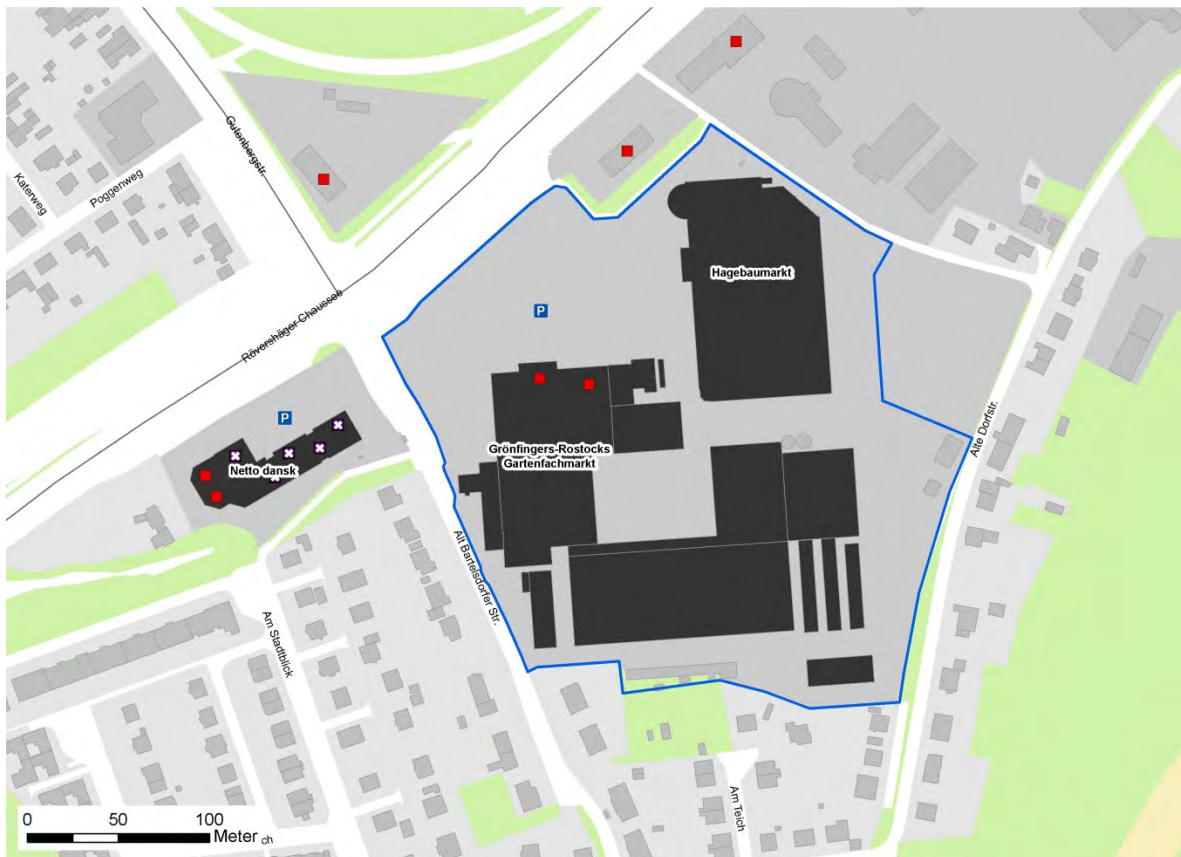 Gutenbergstr.
Katerweg
Poggenweg
Hagebaumarkt
P
Rövershäger Chaussee
P
Alte Dorfstr.
Grönfingers-Rostocks
Gartenfachmarkt
Netto dansk
Alt Bartelsdorfer Str.
Am Stadtblick
Am Teich
0 50 100
Meter ch